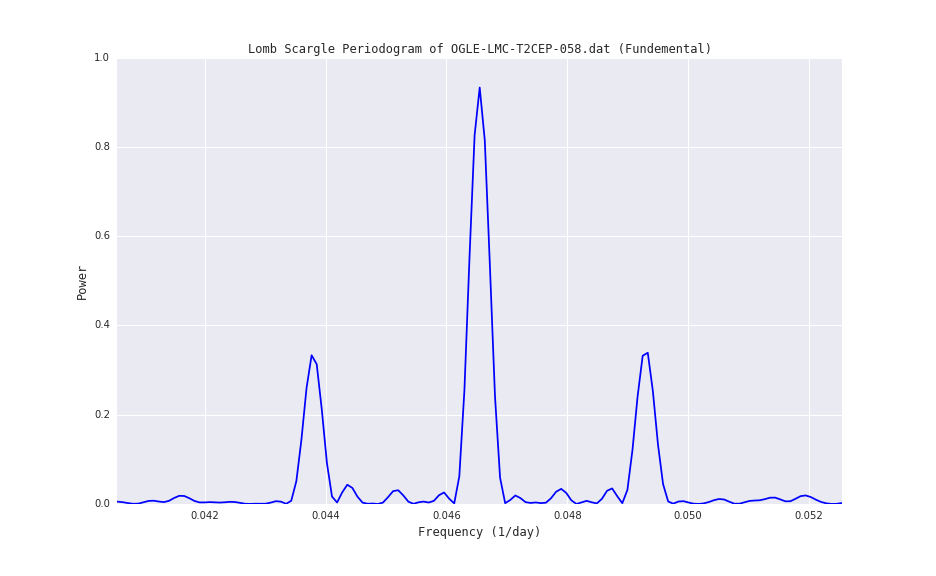 Lomb Scargle Periodogram of OGLE-LMC-T2CEP-058.dat (Fundemental)
1.0
0.8
0.6
0.4
0.2
0.0
Power
0.042 0.044 0.046 0.048 0.050 0.052
Frequency (1/day)